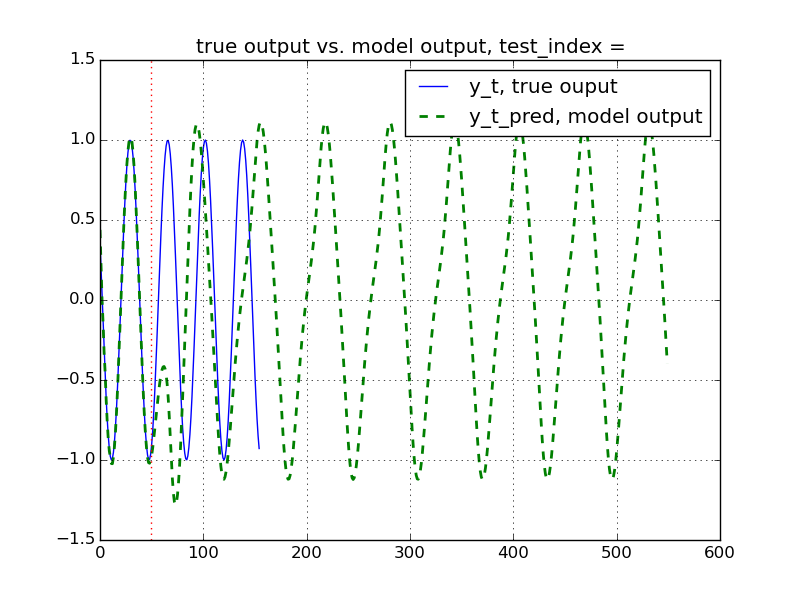 true output vs. model output, test_index =
1.5
1.0
0.5
0.0
−0.5
−1.0
−1.5
y_t, true ouput
y_t_pred, model output
0 100 200 300 400 500 600